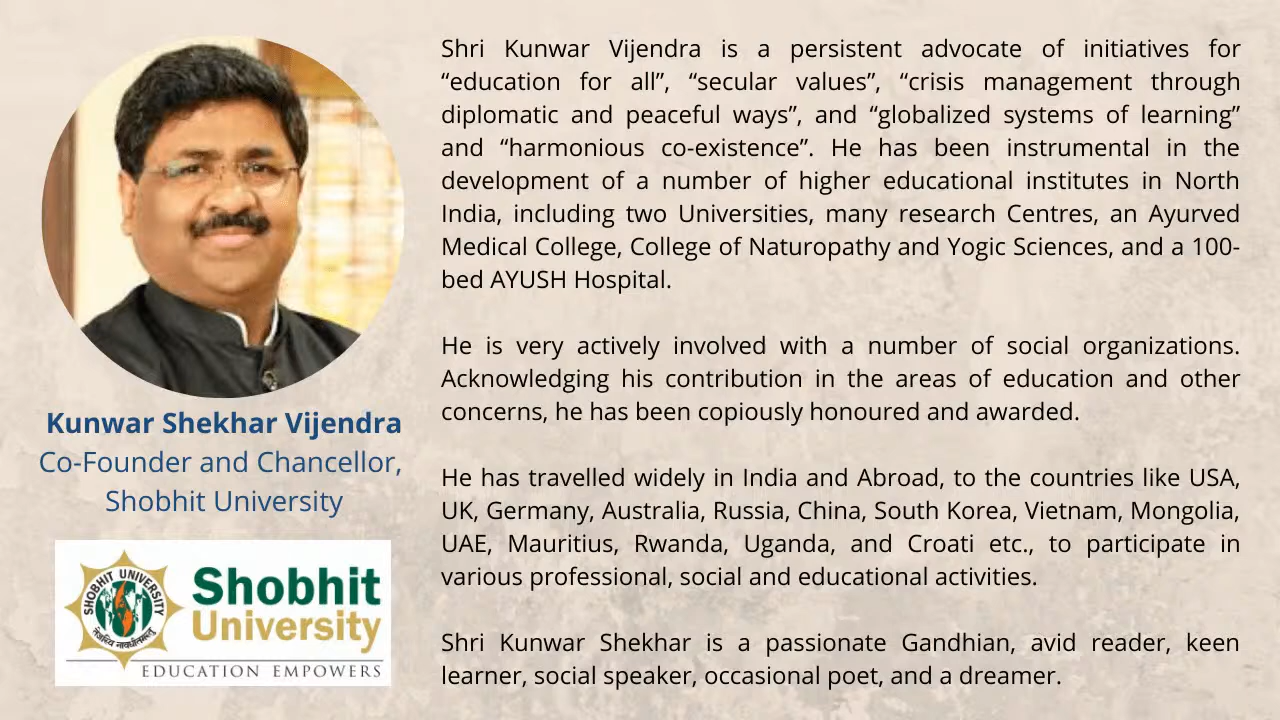 Shri Kunwar Vijendra is a persistent advocate of initiatives for
“education for all”, “secular values”, “crisis management through
diplomatic and peaceful ways”, and “globalized systems of learning”
and “harmonious co-existence”. He has been instrumental in the
development of a number of higher educational institutes in North
India, including two Universities, many research Centres, an Ayurved
Medical College, College of Naturopathy and Yogic Sciences, and a 100-
bed AYUSH Hospital.
He is very actively involved with a number of social organizations.
Acknowledging his contribution in the areas of education and other
concerns, he has been copiously honoured and awarded.
He has travelled widely in India and Abroad, to the countries like USA,
UK, Germany, Australia, Russia, China, South Korea, Vietnam, Mongolia,
UAE, Mauritius, Rwanda, Uganda, and Croati etc., to participate in
various professional, social and educational activities.
Shri Kunwar Shekhar is a passionate Gandhian, avid reader, keen
learner, social speaker, occasional poet, and a dreamer.
Kunwar Shekhar Vijendra
Co-Founder and Chancellor,
Shobhit University
SHOBHIT UNIVERSITY
Shobhit
University
EDUCATION EMPOWERS